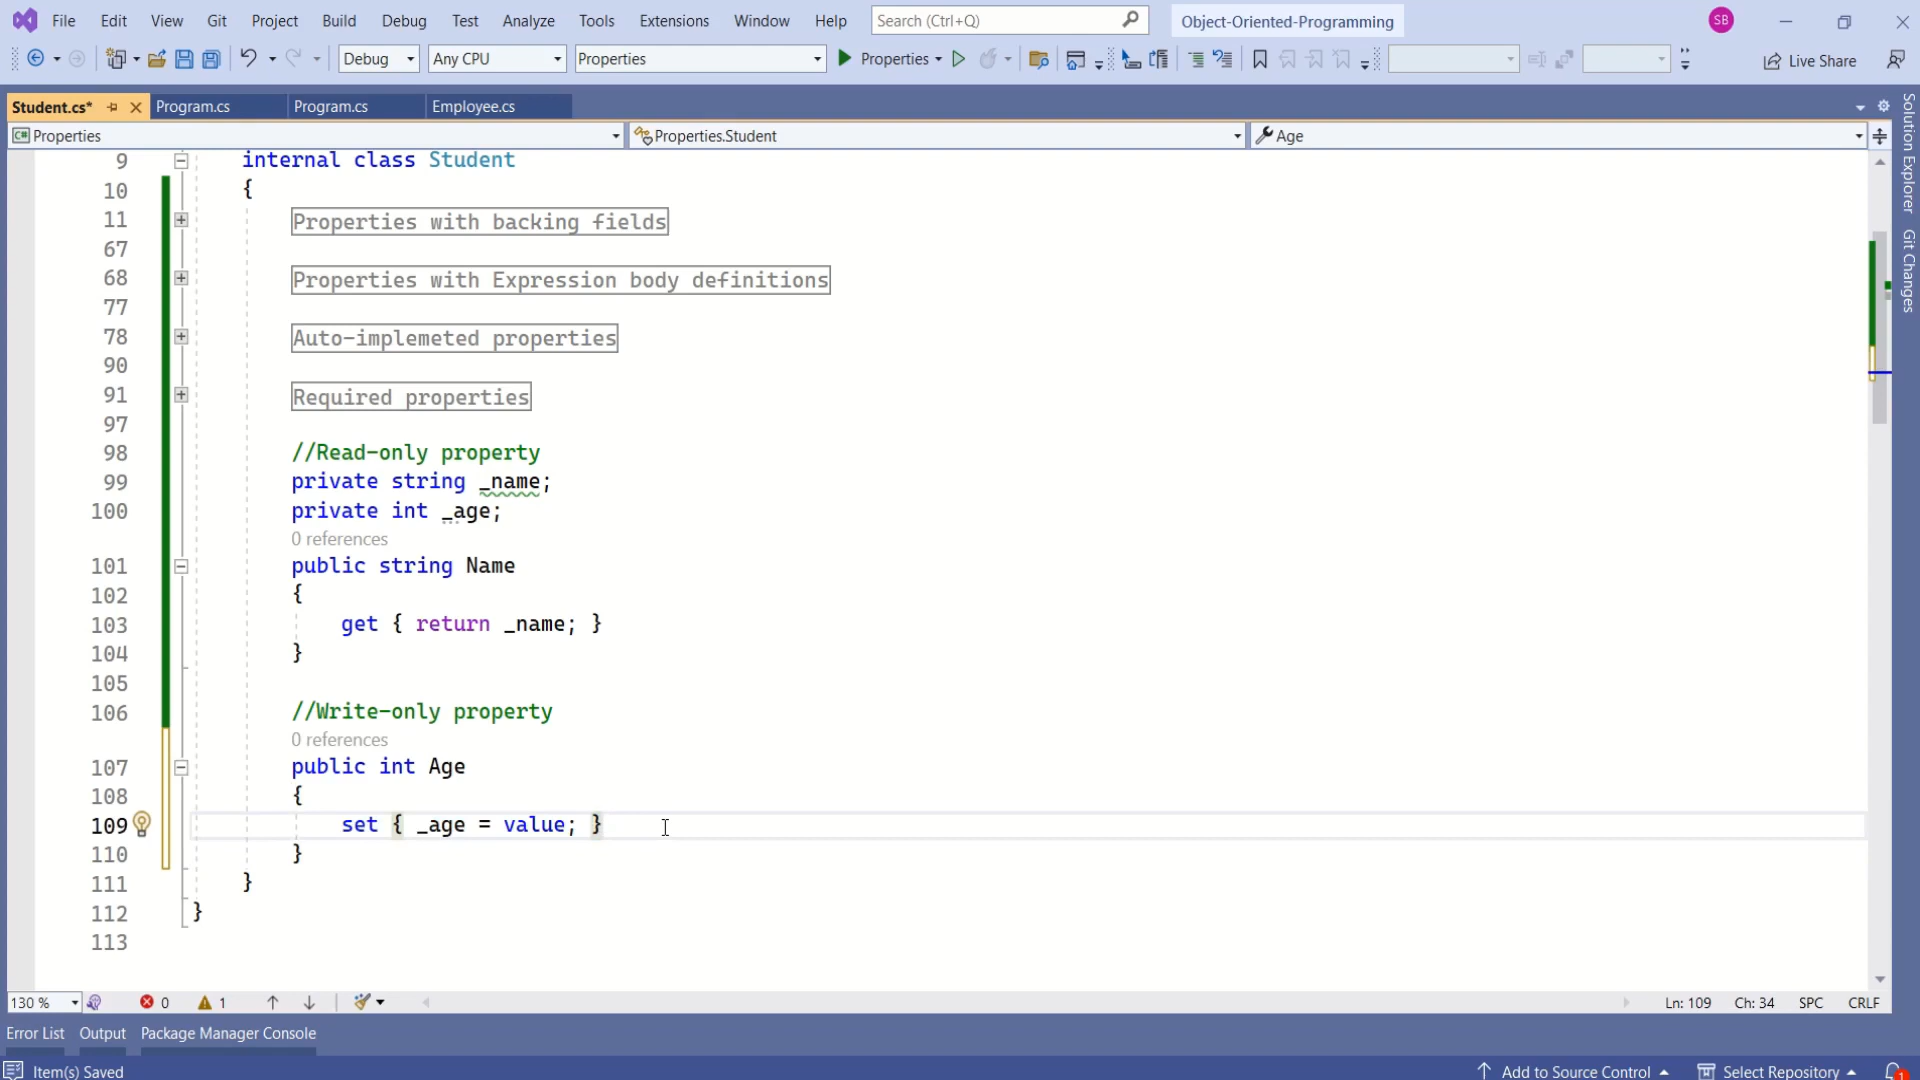 File Edit View Git Project Build Debug Test Analyze Tools Extensions Window Help Search (Ctrl+Q) Object-Oriented-Programming SB
Debug Any CPU Properties Properties Live Share
Student.cs* Program.cs Program.cs Employee.cs
C# Properties Properties.Student Age
9 internal class Student
10 {
11 Properties with backing fields
67
68 Properties with Expression body definitions
77
78 Auto-implemeted properties
90
91 Required properties
97
98 //Read-only property
99 private string _name;
100 private int _age;
0 references
101 public string Name
102 {
103 get { return _name; }
104 }
105
106 //Write-only property
0 references
107 public int Age
108 {
109 set { _age = value; }
110 }
111 }
112 }
113
130 % 0 1 Ln: 109 Ch: 34 SPC CRLF
Error List Output Package Manager Console
Item(s) Saved Add to Source Control Select Repository 1
Solution Explorer
Git Changes